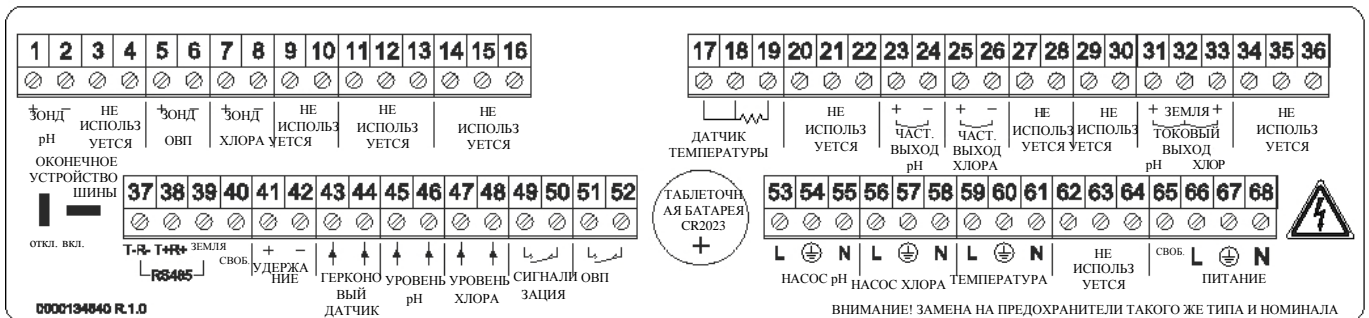 1 2 3 4 5 6 7 8 9 10 11 12 13 14 15 16
17 18 19 20 21 22 23 24 25 26 27 28 29 30 31 32 33 34 35 36
+ −
ЗОНД
pH
НЕ
ИСПОЛЬЗ
УЕТСЯ
+ −
ЗОНД
ОВП
+ −
ЗОНД
ХЛОРА
НЕ
ИСПОЛЬЗ
УЕТСЯ
НЕ
ИСПОЛЬЗ
УЕТСЯ
НЕ
ИСПОЛЬЗ
УЕТСЯ
ДАТЧИК
ТЕМПЕРАТУРЫ
НЕ
ИСПОЛЬЗ
УЕТСЯ
+ −
ЧАСТ.
ВЫХОД
pH
+ −
ЧАСТ.
ВЫХОД
ХЛОРА
НЕ
ИСПОЛЬЗ
УЕТСЯ
НЕ
ИСПОЛЬЗ
УЕТСЯ
+ ЗЕМЛЯ +
ТОКОВЫЙ
ВЫХОД
pH ХЛОР
НЕ
ИСПОЛЬЗ
УЕТСЯ
ОКОНЕЧНОЕ
УСТРОЙСТВО
ШИНЫ
откл. вкл.
37 38 39 40 41 42 43 44 45 46 47 48 49 50 51 52
T-R- T+R+ ЗЕМЛЯ
RS485
СВОБ.
+ −
УДЕРЖА
НИЕ
ГЕРКОНО
ВЫЙ
ДАТЧИК
УРОВЕНЬ
pH
УРОВЕНЬ
ХЛОРА
СИГНАЛИ
ЗАЦИЯ
ОВП
ТАБЛЕТОЧН
АЯ БАТАРЕЯ
CR2023
+
53 54 55 56 57 58 59 60 61 62 63 64 65 66 67 68
L N
НАСОС pH
L N
НАСОС ХЛОРА
L N
ТЕМПЕРАТУРА
НЕ
ИСПОЛЬЗ
УЕТСЯ
СВОБ.
L N
ПИТАНИЕ
0000134640 R.1.0
ВНИМАНИЕ! ЗАМЕНА НА ПРЕДОХРАНИТЕЛИ ТАКОГО ЖЕ ТИПА И НОМИНАЛА